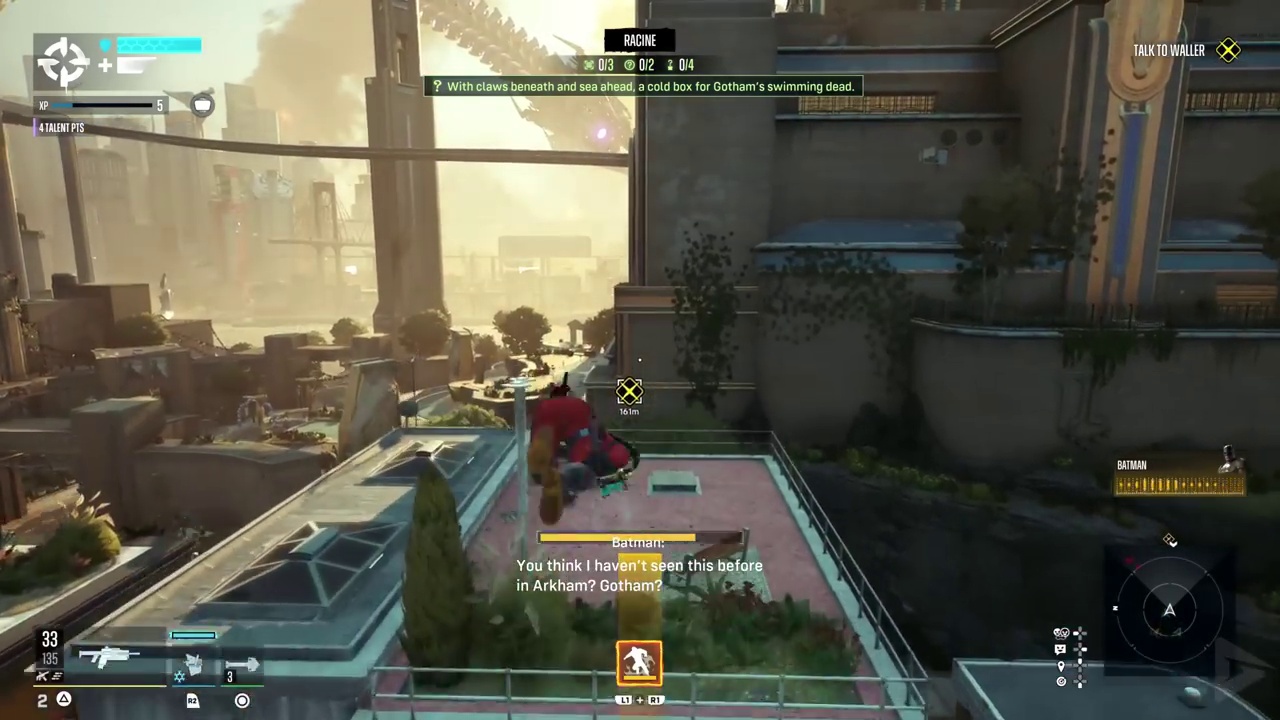 RACINE
0/3 0/2 0/4
TALK TO WALLER
? With claws beneath and sea ahead, a cold box for Gotham's swimming dead.
XP 5
4 TALENT PTS
161m
BATMAN
Batman:
You think I haven't seen this before
in Arkham? Gotham?
N
33
135
3
2
R2
L1 + R1